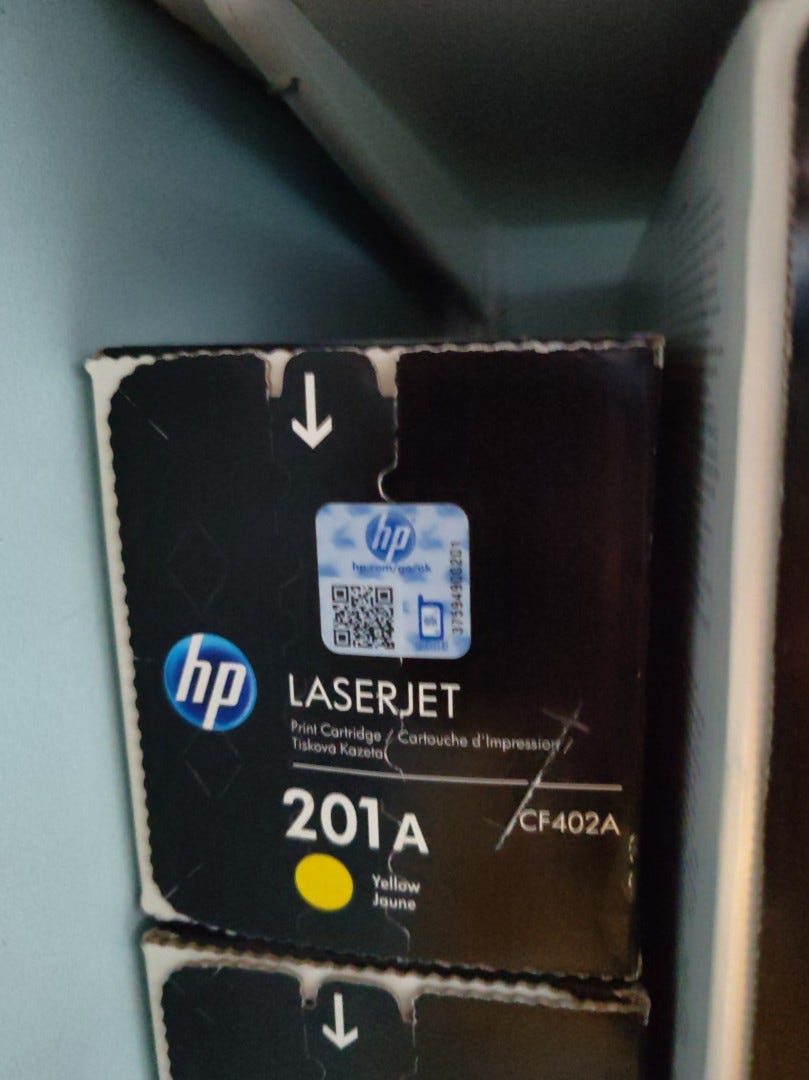 hp
hp
LASERJET
Print Cartridge / Cartouche d'Impression /
Tiskova Kazeta
201A
CF402A
Yellow
Jaune